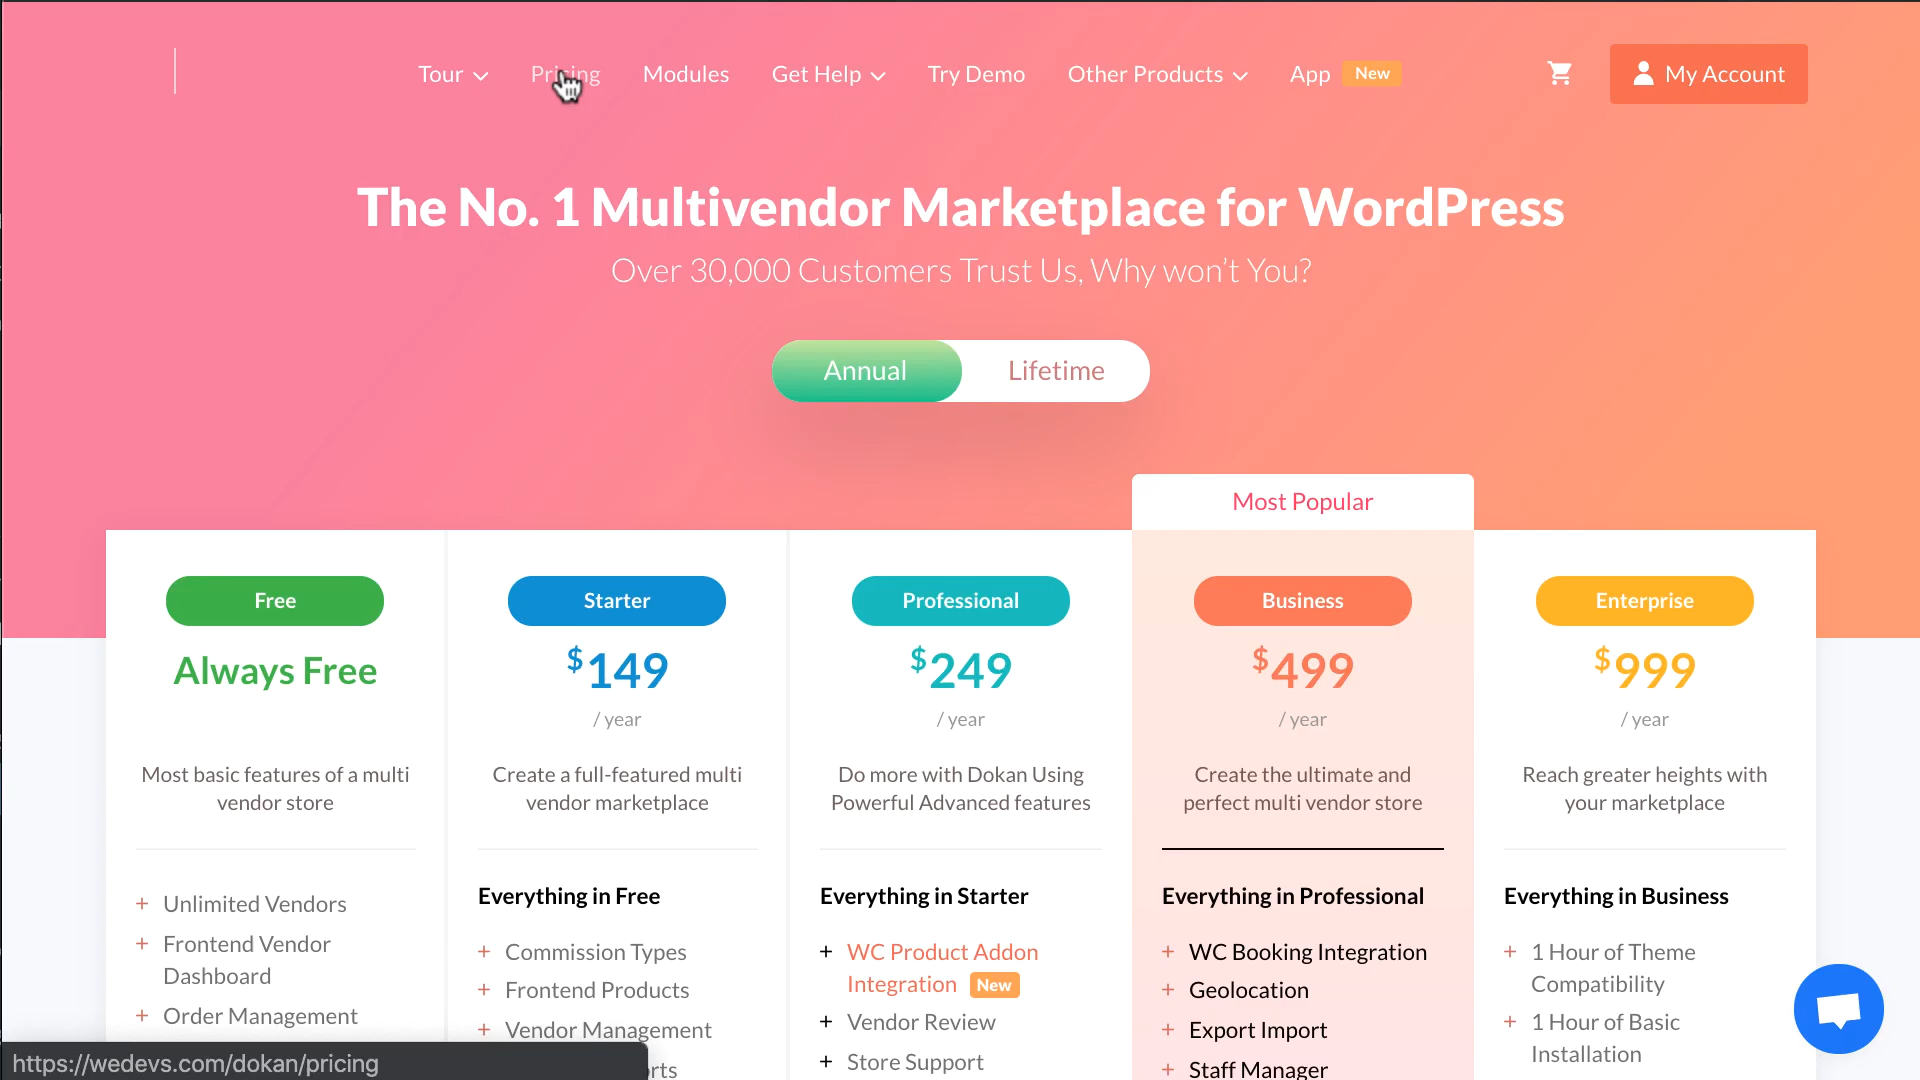 Tour
Pricing
Modules
Get Help
Try Demo
Other Products
App
New
My Account
The No. 1 Multivendor Marketplace for WordPress
Over 30,000 Customers Trust Us, Why won't You?
Annual
Lifetime
Most Popular
Free
Always Free
Most basic features of a multi
vendor store
+ Unlimited Vendors
+ Frontend Vendor
Dashboard
+ Order Management
Starter
$149
/ year
Create a full-featured multi
vendor marketplace
Everything in Free
+ Commission Types
+ Frontend Products
+ Vendor Management
Professional
$249
/ year
Do more with Dokan Using
Powerful Advanced features
Everything in Starter
+ WC Product Addon
Integration New
+ Vendor Review
+ Store Support
Business
$499
/ year
Create the ultimate and
perfect multi vendor store
Everything in Professional
+ WC Booking Integration
+ Geolocation
+ Export Import
+ Staff Manager
Enterprise
$999
/ year
Reach greater heights with
your marketplace
Everything in Business
+ 1 Hour of Theme
Compatibility
+ 1 Hour of Basic
Installation
https://wedevs.com/dokan/pricing